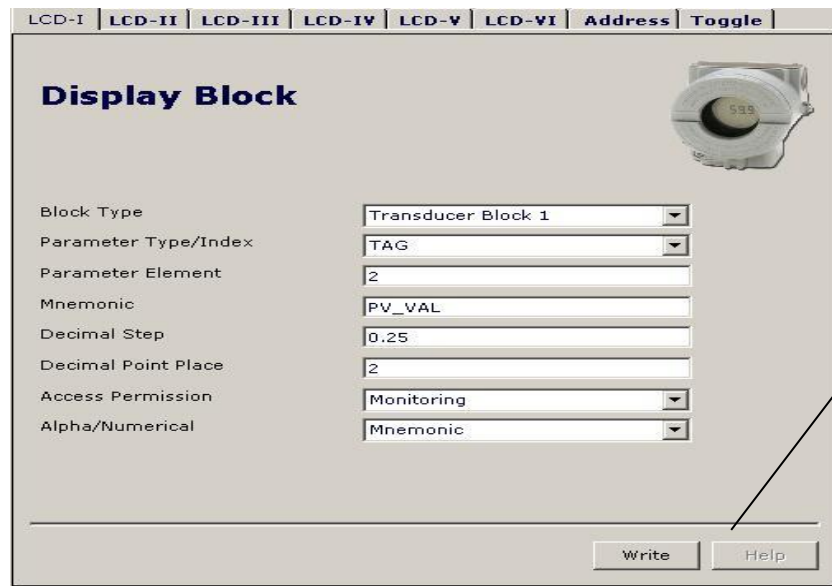 LCD-I LCD-II LCD-III LCD-IV LCD-V LCD-VI Address Toggle
Display Block
599
Block Type Transducer Block 1
Parameter Type/Index TAG
Parameter Element 2
Mnemonic PV_VAL
Decimal Step 0.25
Decimal Point Place 2
Access Permission Monitoring
Alpha/Numerical Mnemonic
Write Help